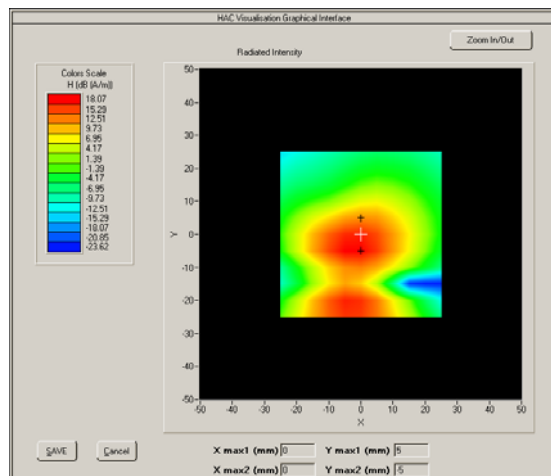 HAC Visualisation Graphical Interface
Zoom In/Out
Radiated Intensity
Colors Scale
H (dB (A/m))
18.07
15.29
12.51
9.73
6.95
4.17
1.39
-1.39
-4.17
-6.95
-9.73
-12.51
-15.29
-18.07
-20.85
-23.62
50
40
30
20
10
0
-10
-20
-30
-40
-50
Y
-50 -40 -30 -20 -10 0 10 20 30 40 50
X
SAVE Cancel
X max1 (mm) 0 Y max1 (mm) 5
X max2 (mm) 0 Y max2 (mm) -5